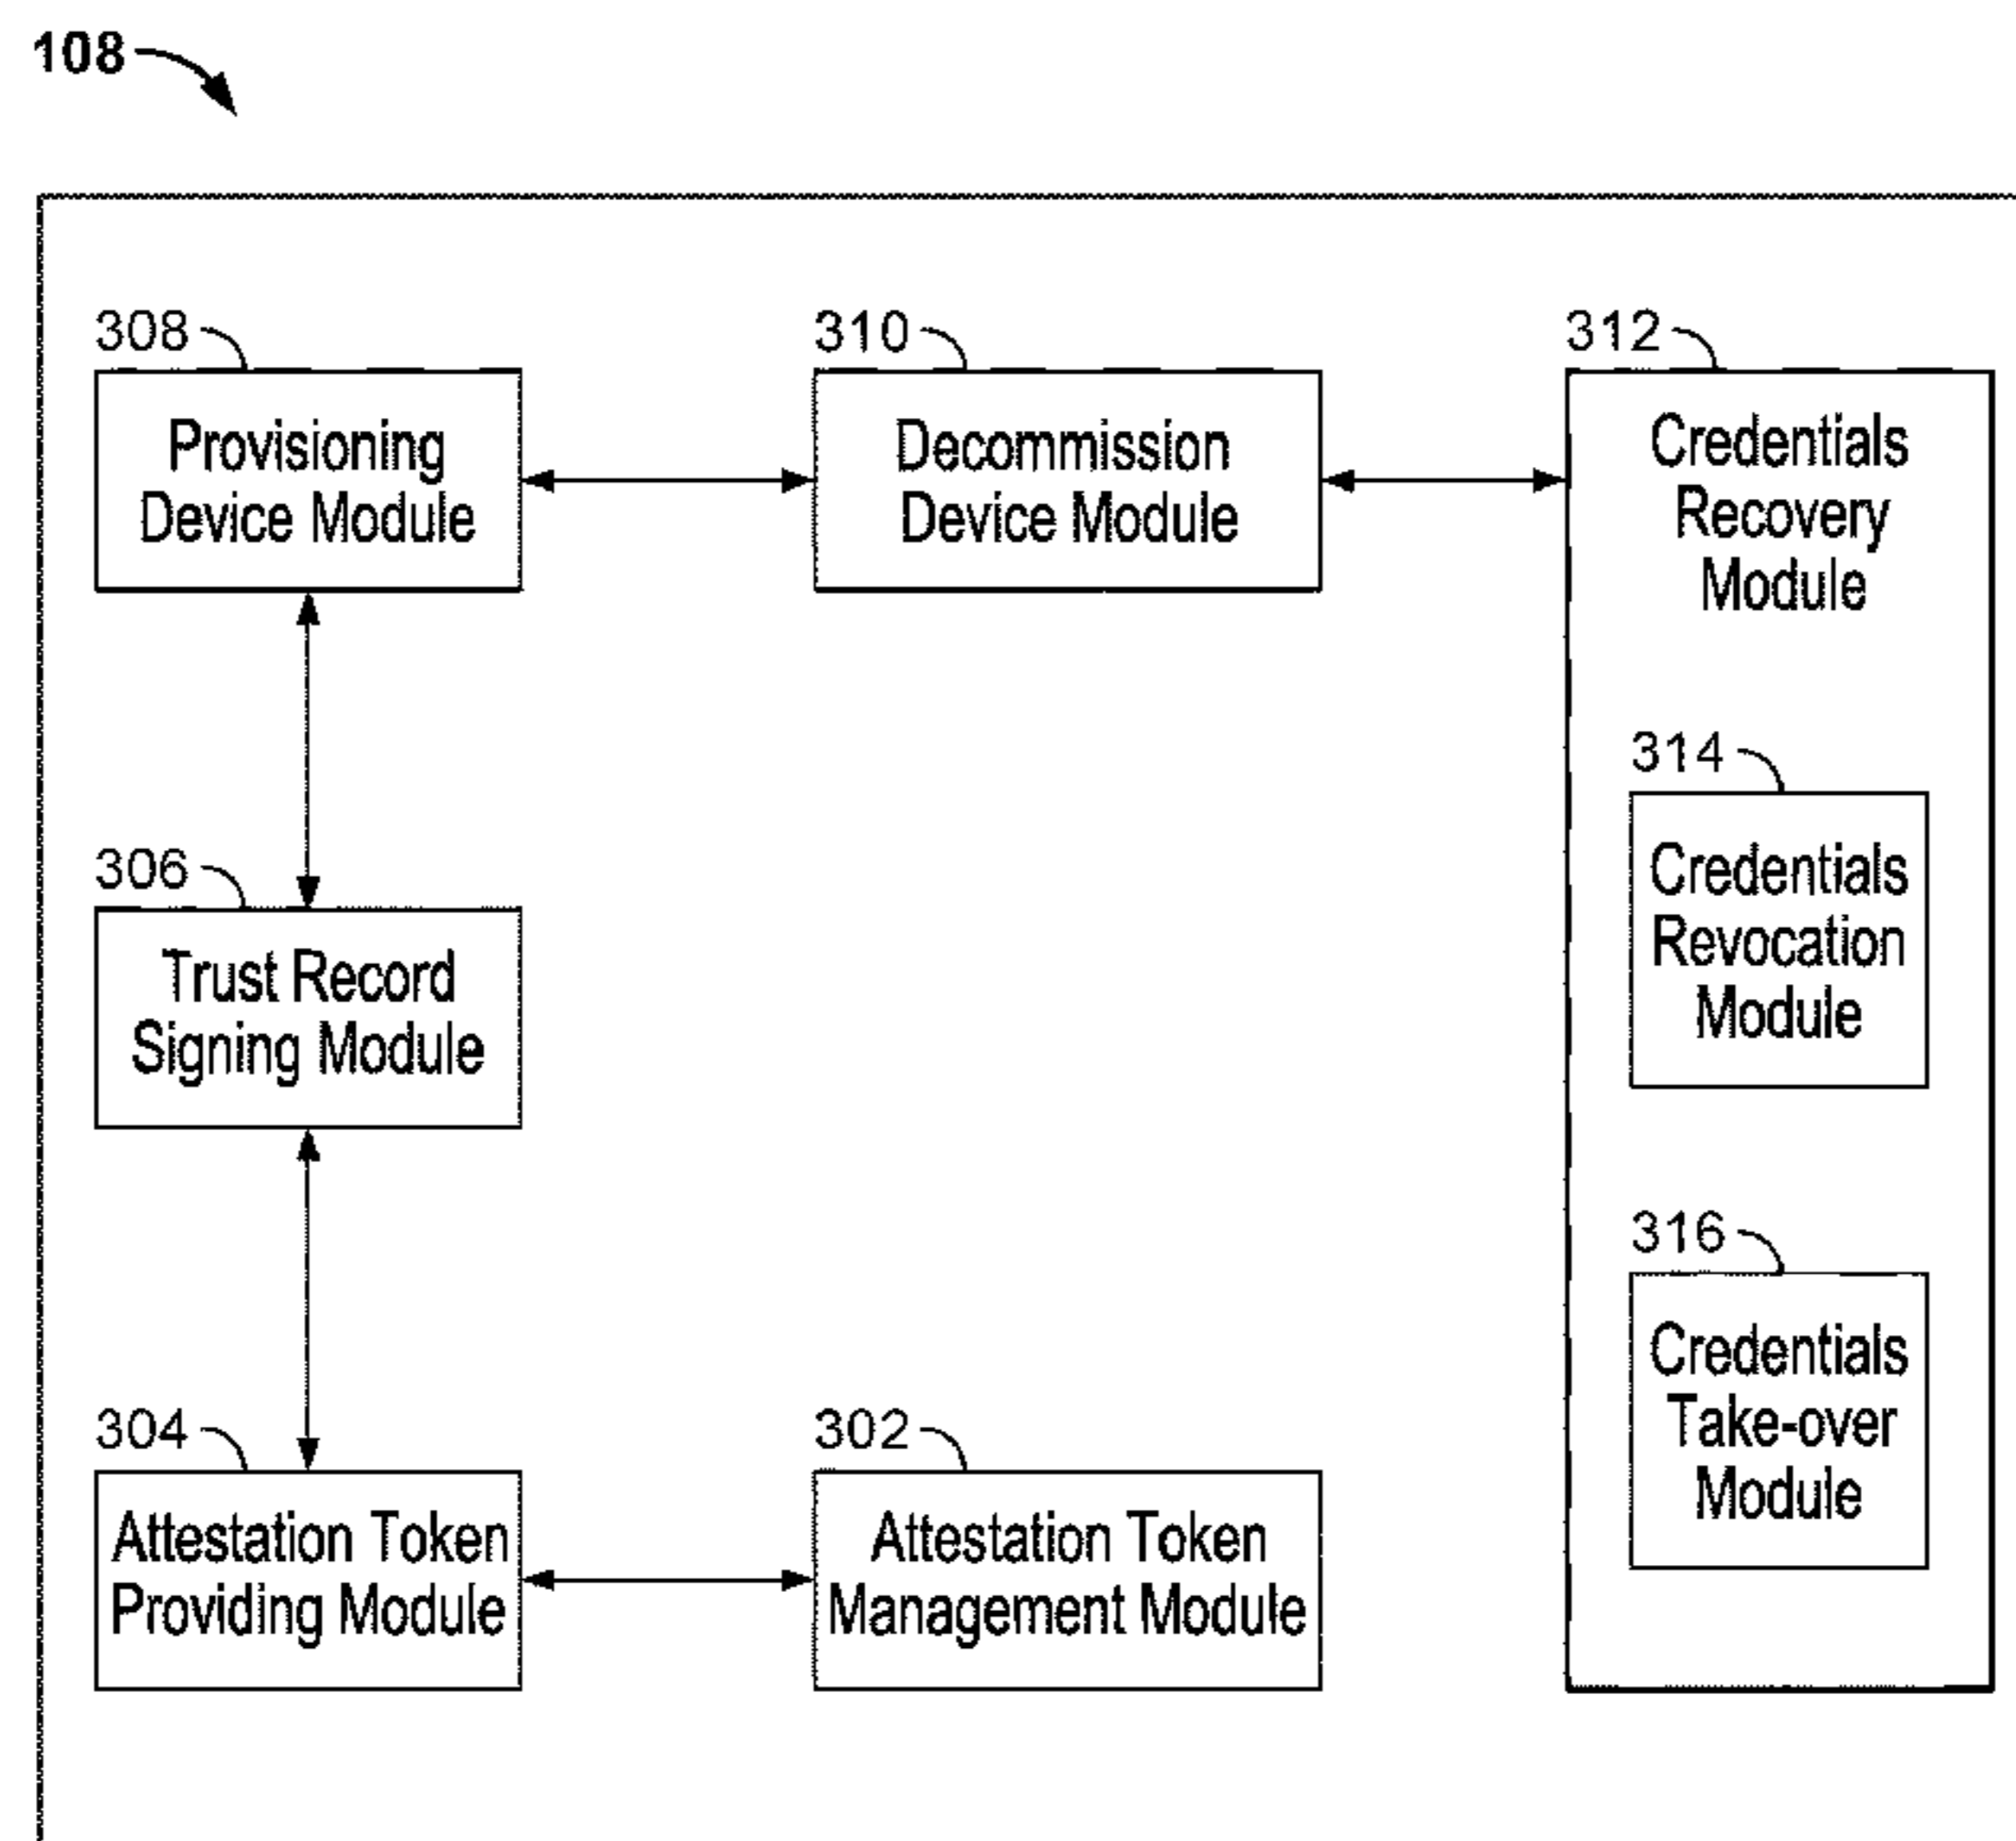 108
308
Provisioning
Device Module
310
Decommission
Device Module
312
Credentials
Recovery
Module
314
Credentials
Revocation
Module
306
Trust Record
Signing Module
316
Credentials
Take-over
Module
304
Attestation Token
Providing Module
302
Attestation Token
Management Module